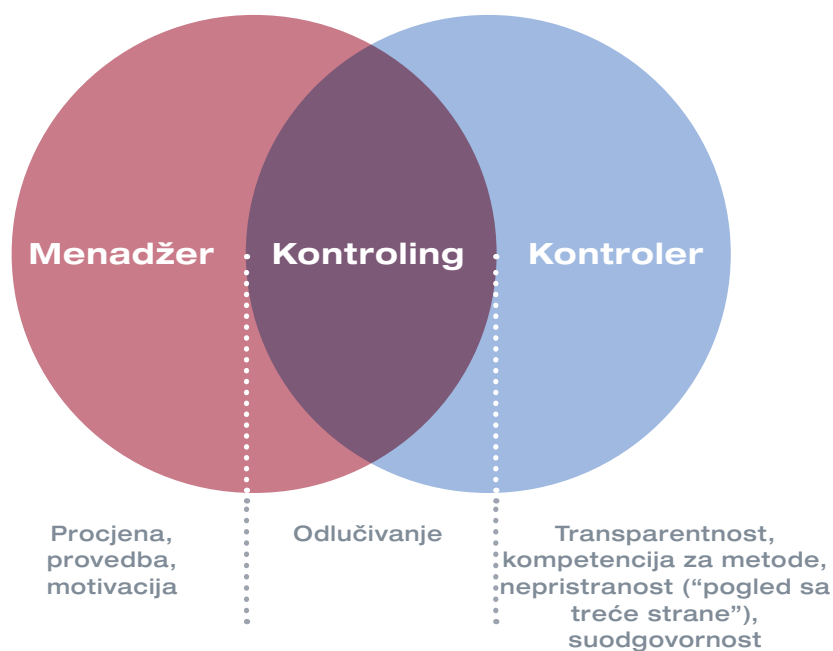 Menadžer
Kontroling
Kontroler
Procjena,
provedba,
motivacija
Odlučivanje
Transparentnost,
kompetencija za metode,
nepristranost (“pogled sa
treće strane”),
suodgovornost